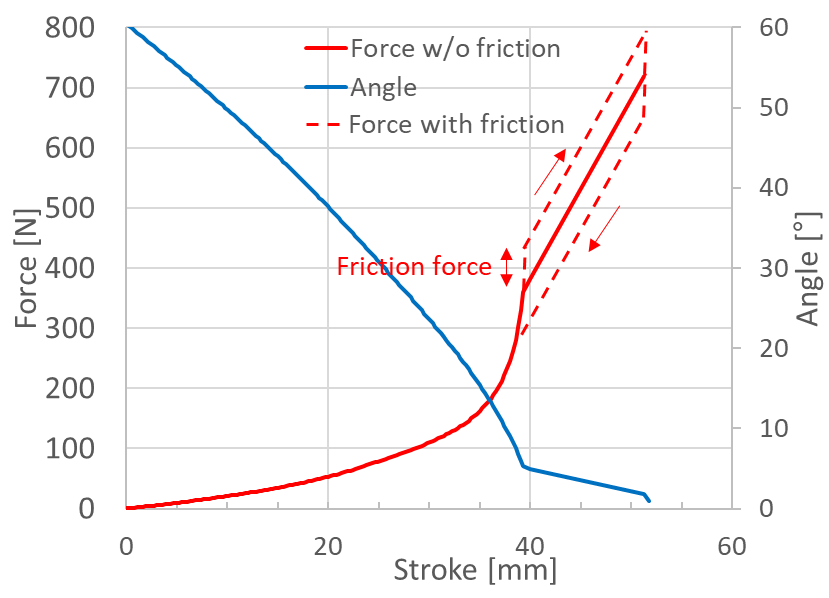 800
700
600
500
400
300
200
100
0
Force [N]
Force w/o friction
Angle
Force with friction
Friction force
60
50
40
30
20
10
0
Angle [°]
0 20 40 60
Stroke [mm]